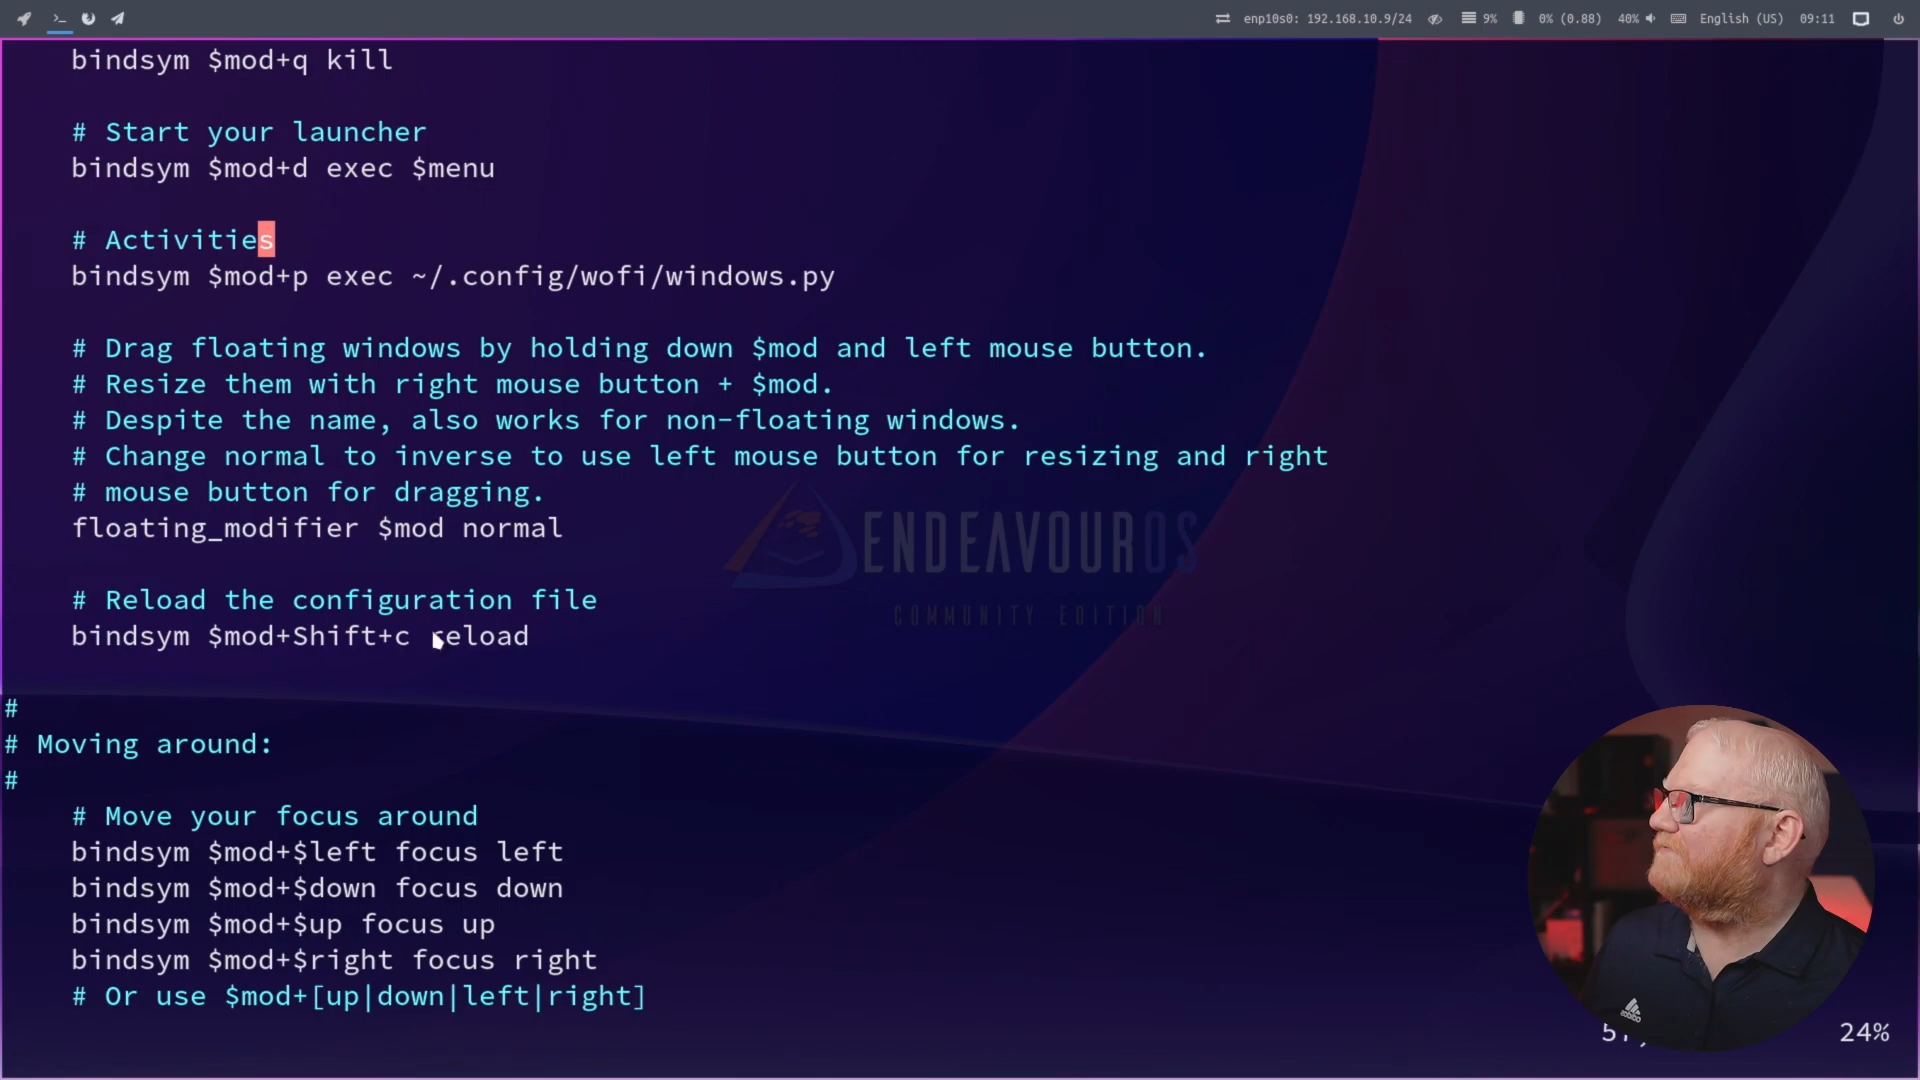 enp10s0: 192.168.10.9/24 9% 0% (0.88) 40% English (US) 09:11
bindsym $mod+q kill
# Start your launcher
bindsym $mod+d exec $menu
# Activities
bindsym $mod+p exec ~/.config/wofi/windows.py
# Drag floating windows by holding down $mod and left mouse button.
# Resize them with right mouse button + $mod.
# Despite the name, also works for non-floating windows.
# Change normal to inverse to use left mouse button for resizing and right
# mouse button for dragging.
floating_modifier $mod normal
ENDEAVOUROS
COMMUNITY EDITION
# Reload the configuration file
bindsym $mod+Shift+c reload
#
# Moving around:
#
# Move your focus around
bindsym $mod+$left focus left
bindsym $mod+$down focus down
bindsym $mod+$up focus up
bindsym $mod+$right focus right
# Or use $mod+[up|down|left|right]
adidas
24%